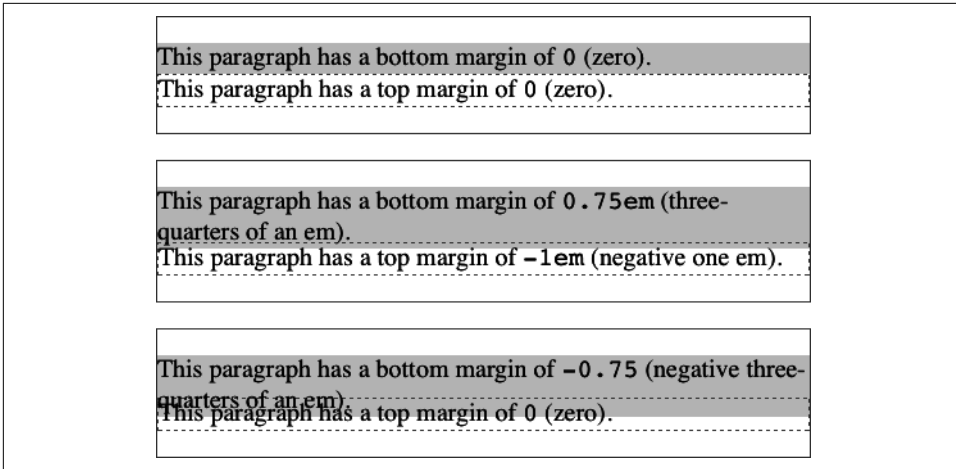 This paragraph has a bottom margin of 0 (zero).
This paragraph has a top margin of 0 (zero).
This paragraph has a bottom margin of 0.75em (three-
quarters of an em).
This paragraph has a top margin of −1em (negative one em).
This paragraph has a bottom margin of −0.75 (negative three-
quarters of an em).
This paragraph has a top margin of 0 (zero).